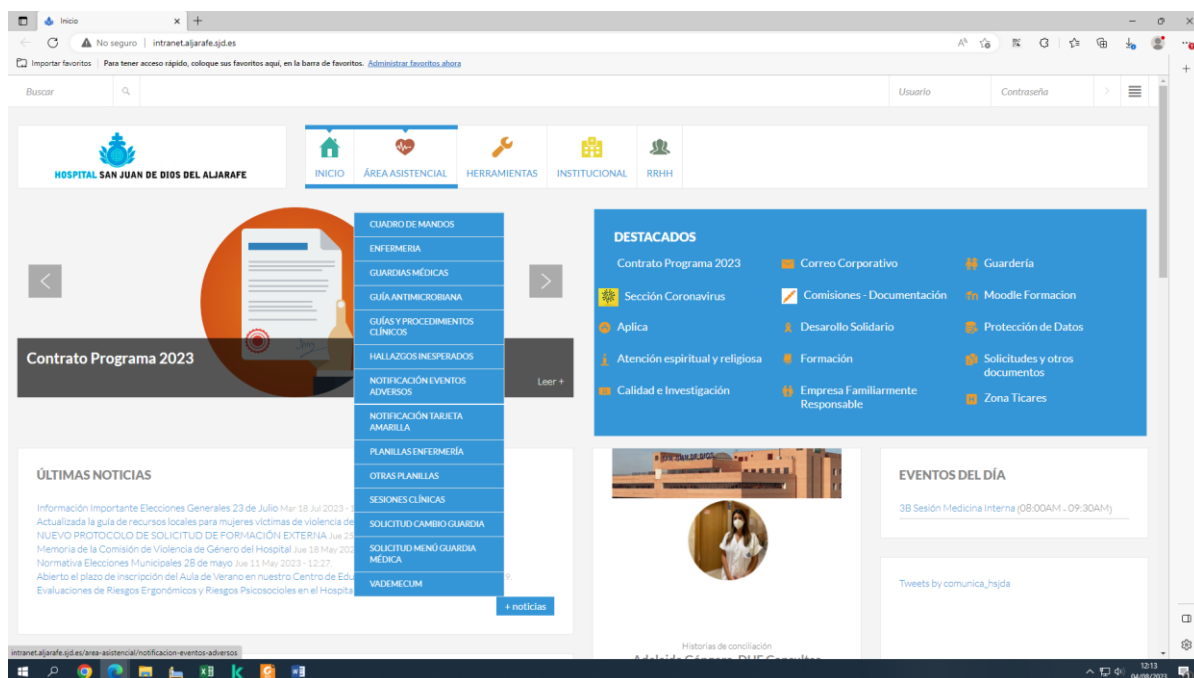 Inicio
No seguro | intranet.aljarafe.sjd.es
Importar favoritos | Para tener acceso rápido, coloque sus favoritos aquí, en la barra de favoritos. Administrar favoritos ahora
Buscar
Usuario
Contraseña
HOSPITAL SAN JUAN DE DIOS DEL ALJARAFE
INICIO
ÁREA ASISTENCIAL
HERRAMIENTAS
INSTITUCIONAL
RRHH
CUADRO DE MANDOS
ENFERMERIA
GUARDIAS MÉDICAS
GUÍA ANTIMICROBIANA
GUÍAS Y PROCEDIMIENTOS
CLÍNICOS
HALLAZGOS INESPERADOS
NOTIFICACIÓN EVENTOS
ADVERSOS
NOTIFICACIÓN TARJETA
AMARILLA
PLANILLAS ENFERMERÍA
OTRAS PLANILLAS
SESIONES CLÍNICAS
SOLICITUD CAMBIO GUARDIA
SOLICITUD MENÚ GUARDIA
MÉDICA
VADEMECUM
Contrato Programa 2023
Leer +
DESTACADOS
Contrato Programa 2023
Correo Corporativo
Guardería
Sección Coronavirus
Comisiones - Documentación
Moodle Formacion
Aplica
Desarollo Solidario
Protección de Datos
Atención espiritual y religiosa
Formación
Solicitudes y otros
documentos
Calidad e Investigación
Empresa Familiarmente
Responsable
Zona Ticares
ÚLTIMAS NOTICIAS
Información Importante Elecciones Generales 23 de Julio Mar 18 Jul 2023 -
Actualizada la guía de recursos locales para mujeres víctimas de violencia de
NUEVO PROTOCOLO DE SOLICITUD DE FORMACIÓN EXTERNA Jue 25
Memoria de la Comisión de Violencia de Género del Hospital Jue 18 May 202
Normativa Elecciones Municipales 28 de mayo Jue 11 May 2023 - 12:27.
Abierto el plazo de inscripción del Aula de Verano en nuestro Centro de Edu
Evaluaciones de Riesgos Ergonómicos y Riesgos Psicosocioles en el Hospita
+ noticias
Historias de conciliación
EVENTOS DEL DÍA
3B Sesión Medicina Interna (08:00AM - 09:30AM)
Tweets by comunica_hsjda
intranet.aljarafe.sjd.es/area-asistencial/notificacion-eventos-adversos
12:13
04/08/2023